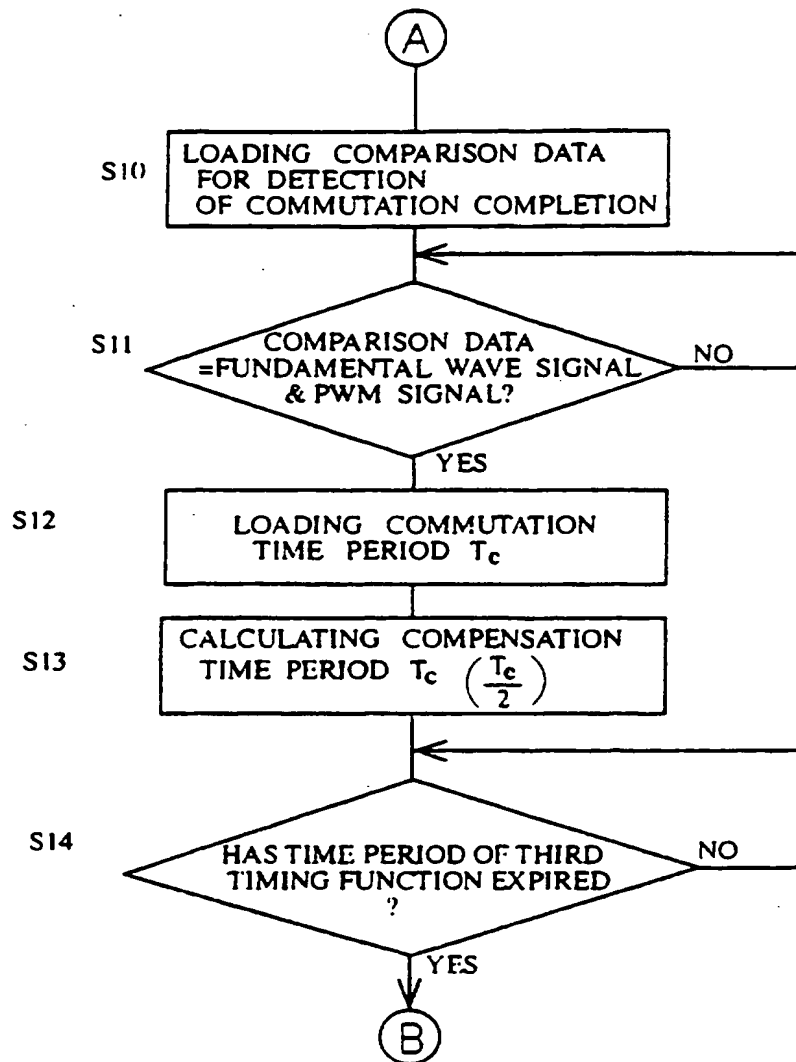 A
S10
LOADING COMPARISON DATA
FOR DETECTION
OF COMMUTATION COMPLETION
S11
COMPARISON DATA
=FUNDAMENTAL WAVE SIGNAL
& PWM SIGNAL?
NO
YES
S12
LOADING COMMUTATION
TIME PERIOD Tc
S13
CALCULATING COMPENSATION
TIME PERIOD Tc (Tc/2)
S14
HAS TIME PERIOD OF THIRD
TIMING FUNCTION EXPIRED
?
NO
YES
B